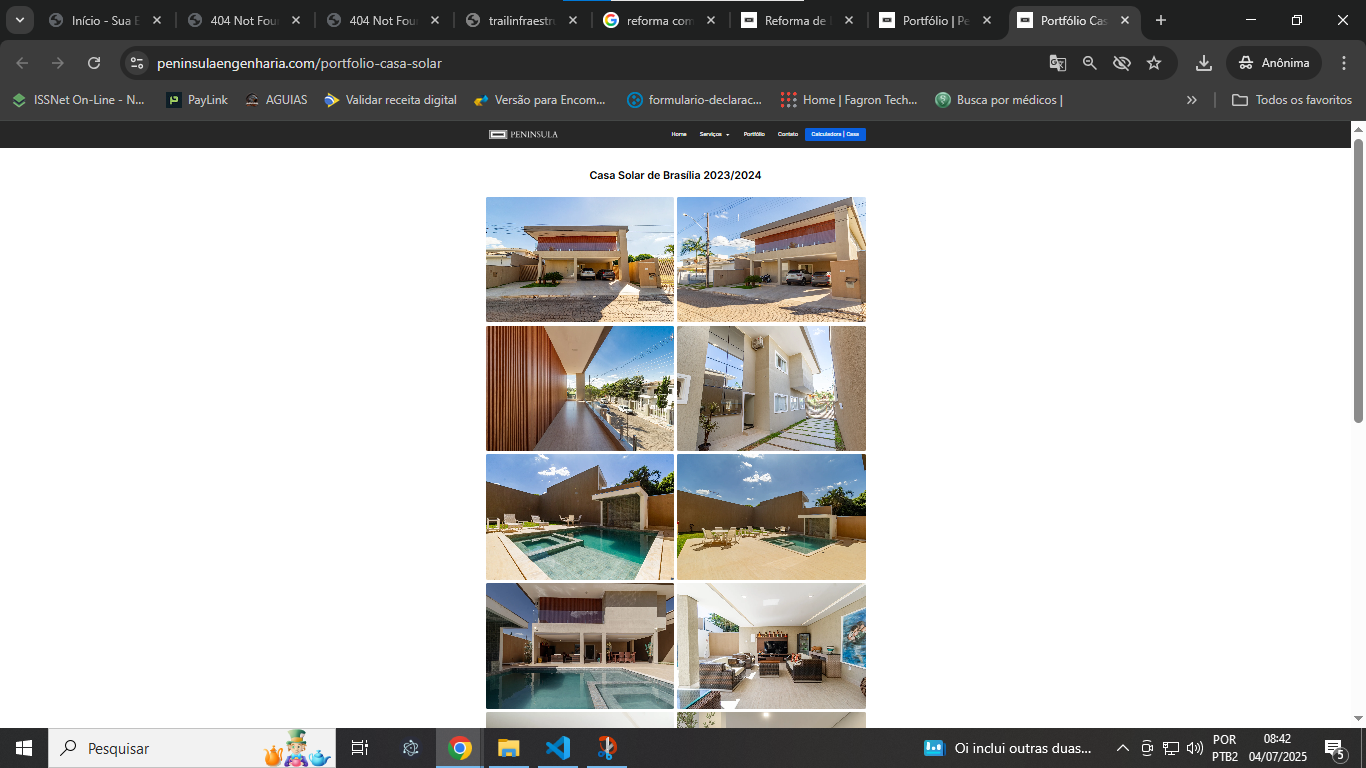 Início - Sua E
404 Not Four
404 Not Four
trailinfraestru
reforma com
Reforma de
Portfólio | Pe
Portfólio Cas
peninsulaengenharia.com/portfolio-casa-solar
Anônima
ISSNet On-Line - N...
PayLink
AGUIAS
Validar receita digital
Versão para Encom...
formulario-declarac...
Home | Fagron Tech...
Busca por médicos |
Todos os favoritos
PENINSULA
Home
Serviços
Portfólio
Contato
Calculadora | Casa
Casa Solar de Brasília 2023/2024
Pesquisar
Oi inclui outras duas...
POR
PTB2
08:42
04/07/2025
5